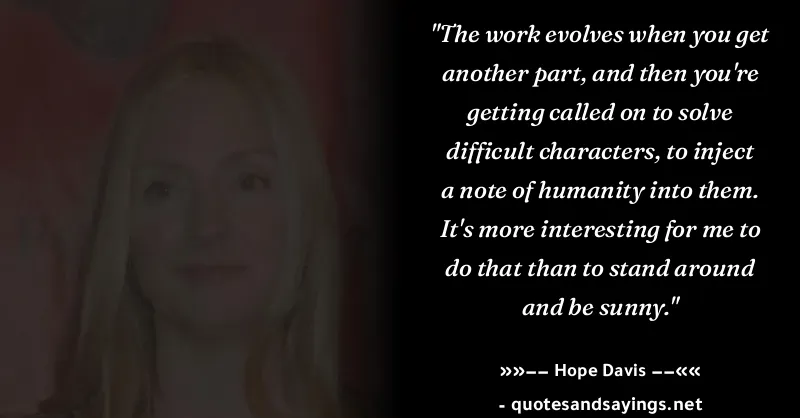 "The work evolves when you get
another part, and then you're
getting called on to solve
difficult characters, to inject
a note of humanity into them.
It's more interesting for me to
do that than to stand around
and be sunny."
»»–– Hope Davis ––««
- quotesandsayings.net